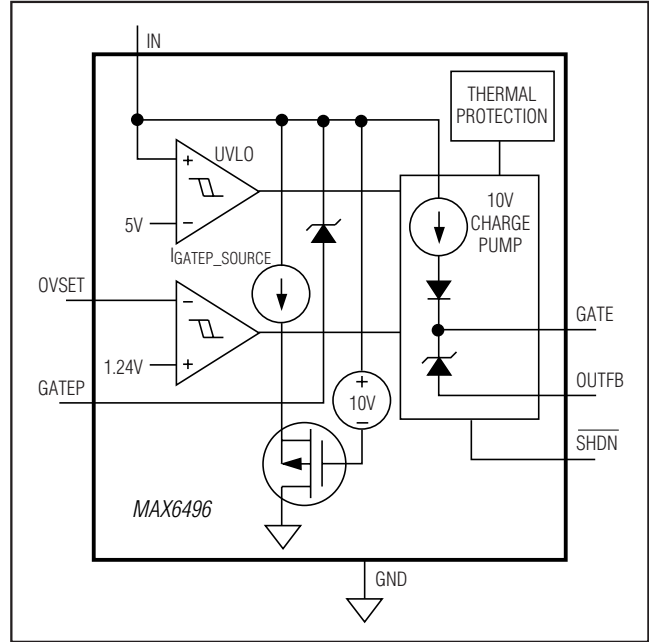 IN
THERMAL
PROTECTION
UVLO
+
5V
−
10V
CHARGE
PUMP
IGATEP_SOURCE
OVSET
−
GATE
1.24V
+
OUTFB
GATEP
+
10V
−
SHDN
MAX6496
GND